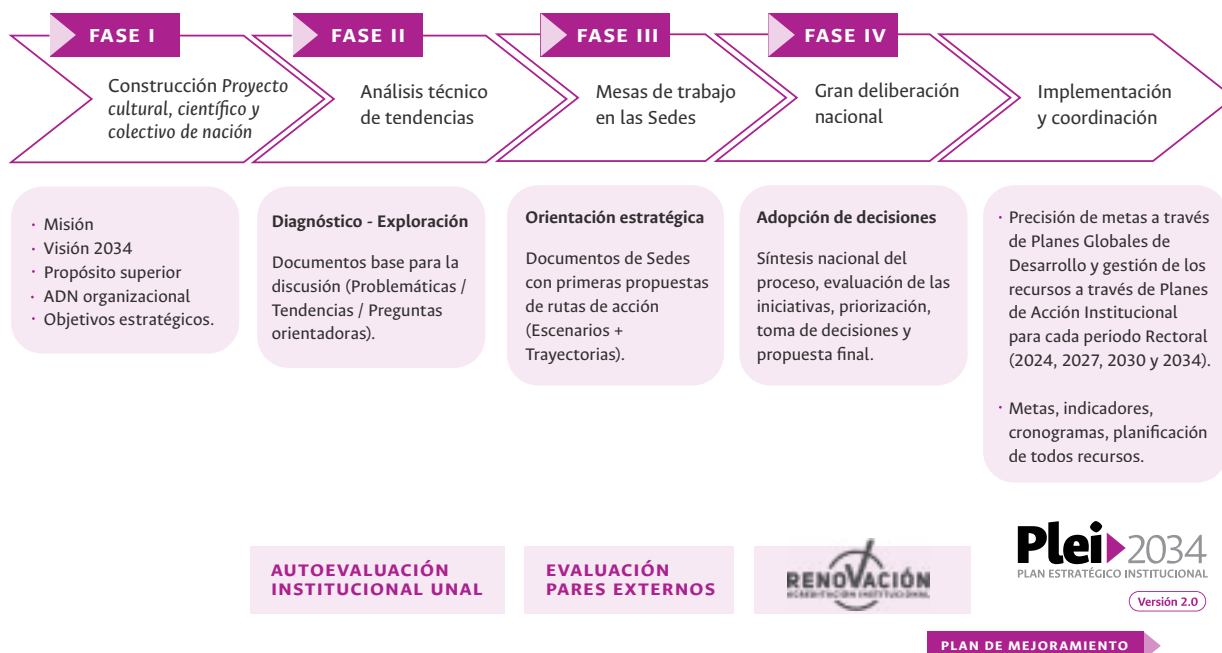 FASE I
FASE II
FASE III
FASE IV
Construcción Proyecto
cultural, científico y
colectivo de nación
Análisis técnico
de tendencias
Mesas de trabajo
en las Sedes
Gran deliberación
nacional
Implementación
y coordinación
· Misión
· Visión 2034
· Propósito superior
· ADN organizacional
· Objetivos estratégicos.
Diagnóstico - Exploración
Documentos base para la
discusión (Problemáticas /
Tendencias / Preguntas
orientadoras).
Orientación estratégica
Documentos de Sedes
con primeras propuestas
de rutas de acción
(Escenarios +
Trayectorias).
Adopción de decisiones
Síntesis nacional del
proceso, evaluación de las
iniciativas, priorización,
toma de decisiones y
propuesta final.
· Precisión de metas a través
de Planes Globales de
Desarrollo y gestión de los
recursos a través de Planes
de Acción Institucional
para cada periodo Rectoral
(2024, 2027, 2030 y 2034).
· Metas, indicadores,
cronogramas, planificación
de todos recursos.
AUTOEVALUACIÓN
INSTITUCIONAL UNAL
EVALUACIÓN
PARES EXTERNOS
RENOVACIÓN
ACREDITACIÓN INSTITUCIONAL
Plei 2034
PLAN ESTRATÉGICO INSTITUCIONAL
Versión 2.0
PLAN DE MEJORAMIENTO